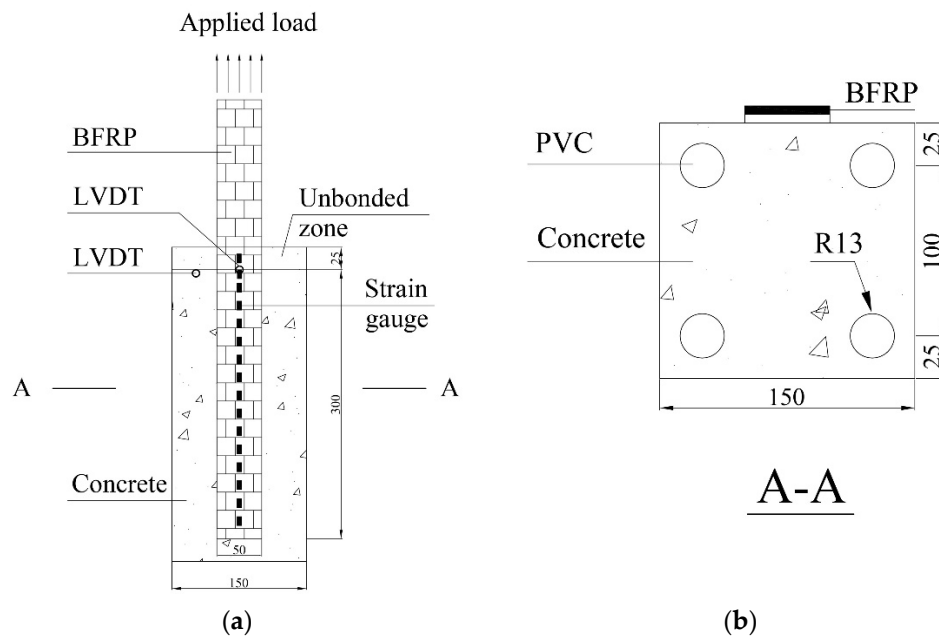 Applied load
BFRP
LVDT
LVDT
Unbonded
zone
25
Strain
gauge
A
A
300
Concrete
50
150
(a)
BFRP
PVC
25
Concrete
R13
100
25
150
A-A
(b)